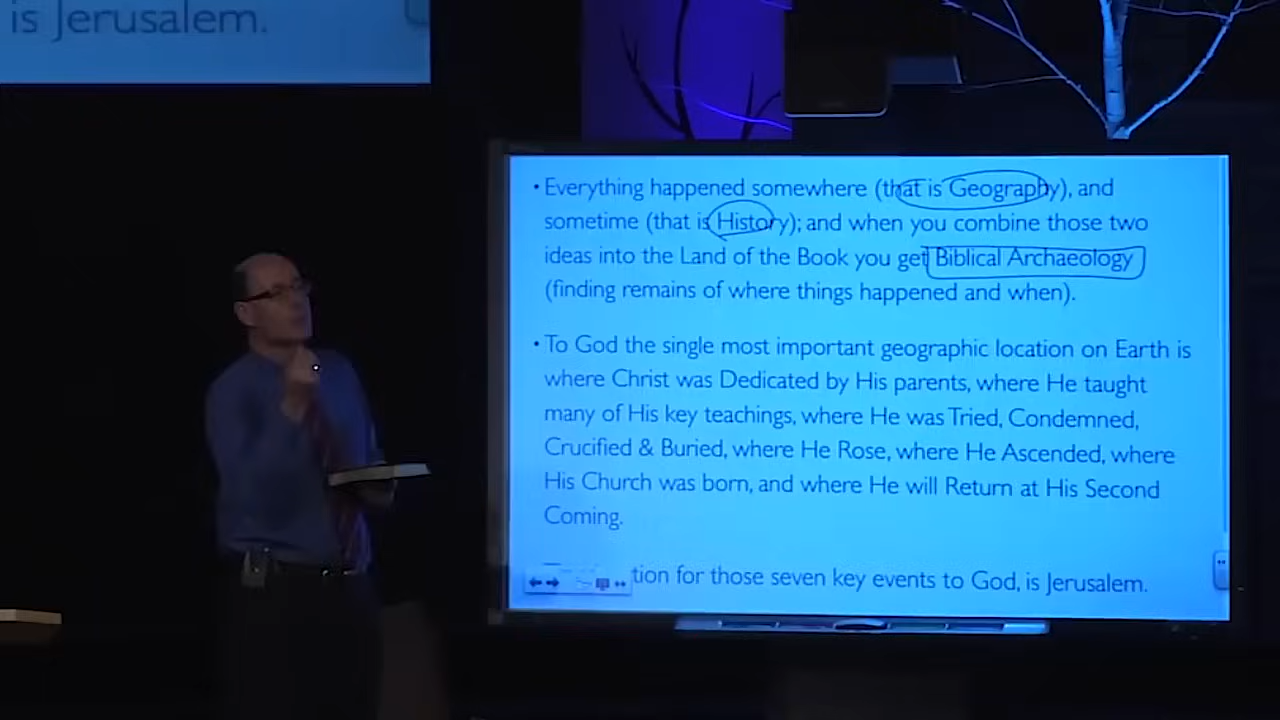 is Jerusalem.
• Everything happened somewhere (that is Geography), and
sometime (that is History); and when you combine those two
ideas into the Land of the Book you get Biblical Archaeology
(finding remains of where things happened and when).
• To God the single most important geographic location on Earth is
where Christ was Dedicated by His parents, where He taught
many of His key teachings, where He was Tried, Condemned,
Crucified & Buried, where He Rose, where He Ascended, where
His Church was born, and where He will Return at His Second
Coming.
tion for those seven key events to God, is Jerusalem.